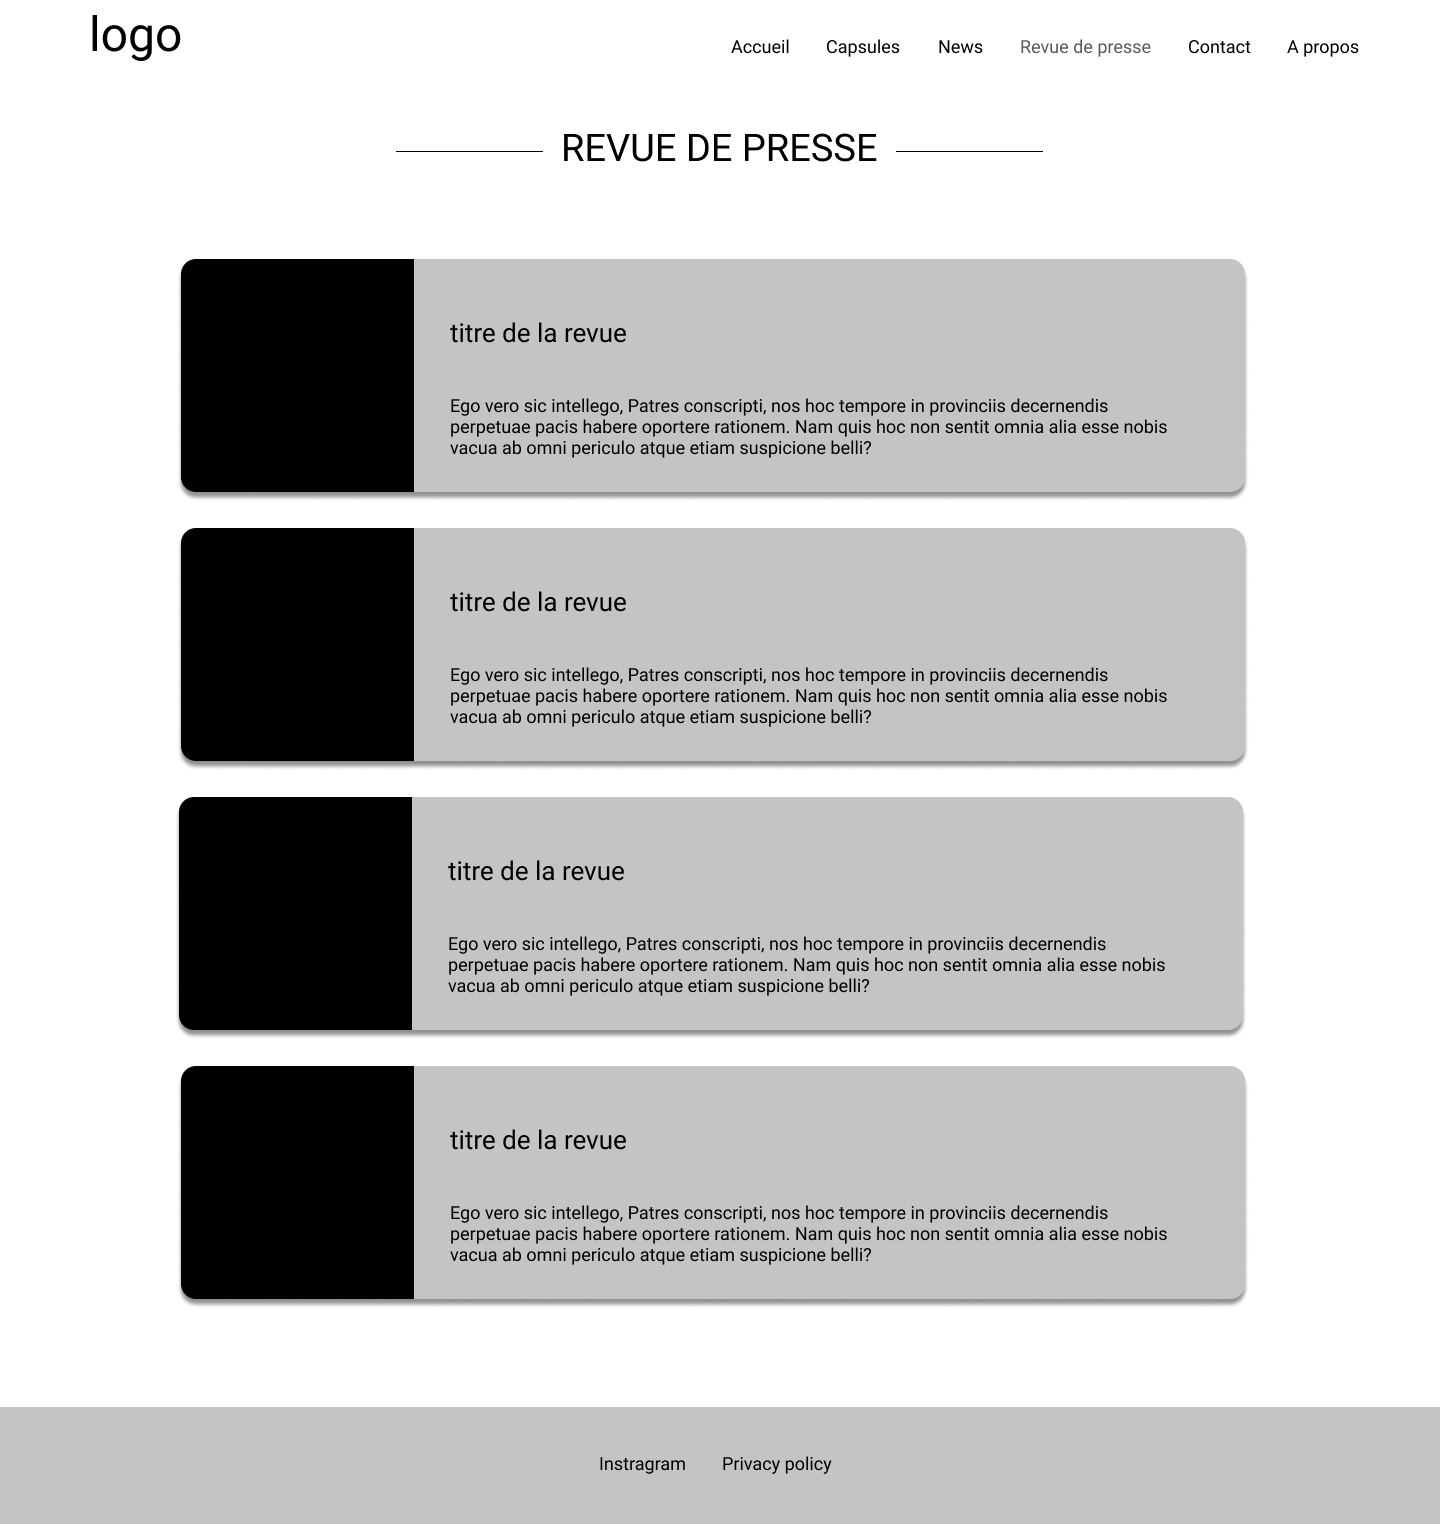 logo
Accueil Capsules News Revue de presse Contact A propos
REVUE DE PRESSE
titre de la revue
Ego vero sic intellego, Patres conscripti, nos hoc tempore in provinciis decernendis
perpetuae pacis habere oportere rationem. Nam quis hoc non sentit omnia alia esse nobis
vacua ab omni periculo atque etiam suspicione belli?
titre de la revue
Ego vero sic intellego, Patres conscripti, nos hoc tempore in provinciis decernendis
perpetuae pacis habere oportere rationem. Nam quis hoc non sentit omnia alia esse nobis
vacua ab omni periculo atque etiam suspicione belli?
titre de la revue
Ego vero sic intellego, Patres conscripti, nos hoc tempore in provinciis decernendis
perpetuae pacis habere oportere rationem. Nam quis hoc non sentit omnia alia esse nobis
vacua ab omni periculo atque etiam suspicione belli?
titre de la revue
Ego vero sic intellego, Patres conscripti, nos hoc tempore in provinciis decernendis
perpetuae pacis habere oportere rationem. Nam quis hoc non sentit omnia alia esse nobis
vacua ab omni periculo atque etiam suspicione belli?
Instragram Privacy policy